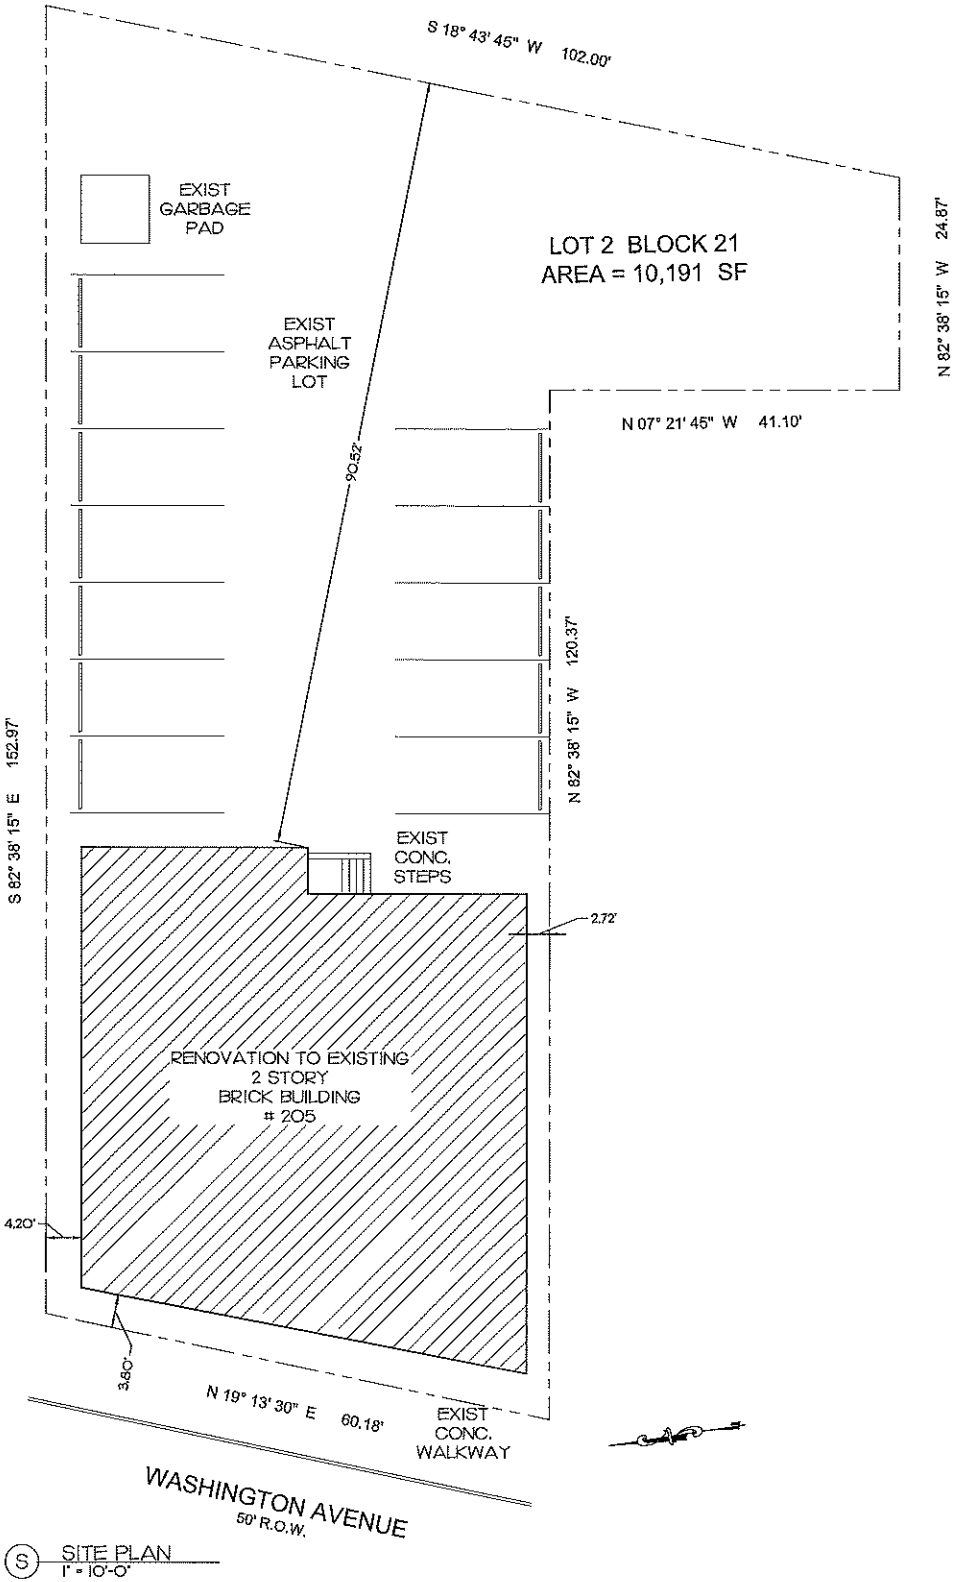 S 18° 43' 45" W 102.00'
N 82° 38' 15" W 24.87'
EXIST
GARBAGE
PAD
LOT 2 BLOCK 21
AREA = 10,191 SF
EXIST
ASPHALT
PARKING
LOT
N 07° 21' 45" W 41.10'
90.52'
N 82° 38' 15" W 120.37'
S 82° 38' 15" E 152.97'
EXIST
CONC.
STEPS
2.72'
RENOVATION TO EXISTING
2 STORY
BRICK BUILDING
# 205
4.20'
3.80'
N 19° 13' 30" E 60.18'
EXIST
CONC.
WALKWAY
WASHINGTON AVENUE
50' R.O.W.
S
SITE PLAN
1" = 10'-0"